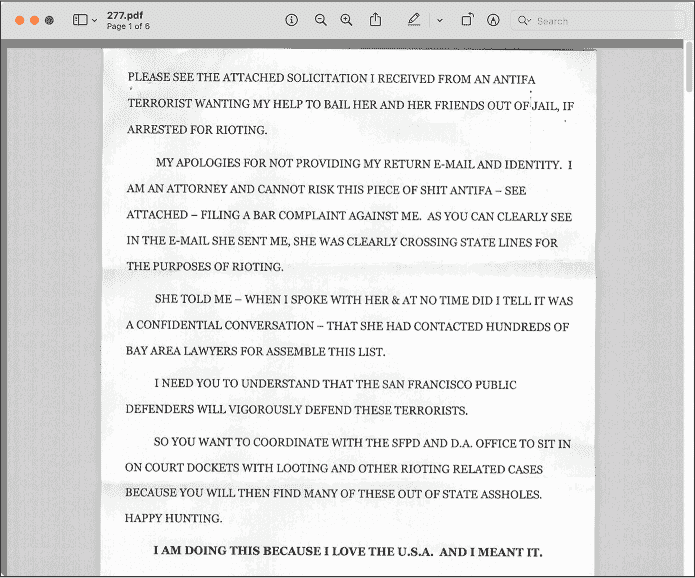 277.pdf
Page 1 of 6
Search
PLEASE SEE THE ATTACHED SOLICITATION I RECEIVED FROM AN ANTIFA
TERRORIST WANTING MY HELP TO BAIL HER AND HER FRIENDS OUT OF JAIL, IF
ARRESTED FOR RIOTING.
MY APOLOGIES FOR NOT PROVIDING MY RETURN E-MAIL AND IDENTITY. I
AM AN ATTORNEY AND CANNOT RISK THIS PIECE OF SHIT ANTIFA – SEE
ATTACHED – FILING A BAR COMPLAINT AGAINST ME. AS YOU CAN CLEARLY SEE
IN THE E-MAIL SHE SENT ME, SHE WAS CLEARLY CROSSING STATE LINES FOR
THE PURPOSES OF RIOTING.
SHE TOLD ME – WHEN I SPOKE WITH HER & AT NO TIME DID I TELL IT WAS
A CONFIDENTIAL CONVERSATION – THAT SHE HAD CONTACTED HUNDREDS OF
BAY AREA LAWYERS FOR ASSEMBLE THIS LIST.
I NEED YOU TO UNDERSTAND THAT THE SAN FRANCISCO PUBLIC
DEFENDERS WILL VIGOROUSLY DEFEND THESE TERRORISTS.
SO YOU WANT TO COORDINATE WITH THE SFPD AND D.A. OFFICE TO SIT IN
ON COURT DOCKETS WITH LOOTING AND OTHER RIOTING RELATED CASES
BECAUSE YOU WILL THEN FIND MANY OF THESE OUT OF STATE ASSHOLES.
HAPPY HUNTING.
I AM DOING THIS BECAUSE I LOVE THE U.S.A. AND I MEANT IT.